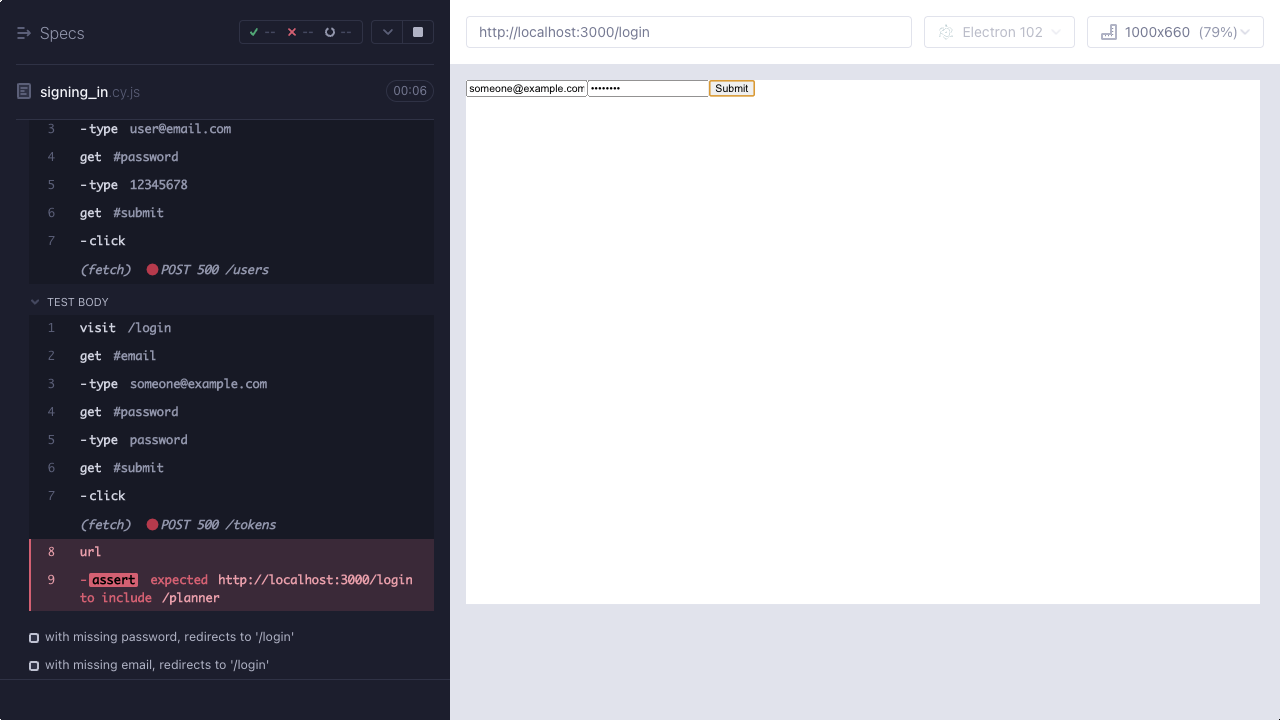 Specs
-- -- --
signing_in.cy.js 00:06
3 -type user@email.com
4 get #password
5 -type 12345678
6 get #submit
7 -click
(fetch) POST 500 /users
TEST BODY
1 visit /login
2 get #email
3 -type someone@example.com
4 get #password
5 -type password
6 get #submit
7 -click
(fetch) POST 500 /tokens
8 url
9 -assert expected http://localhost:3000/login
to include /planner
with missing password, redirects to '/login'
with missing email, redirects to '/login'
http://localhost:3000/login
Electron 102
1000x660 (79%)
someone@example.com •••••••• Submit